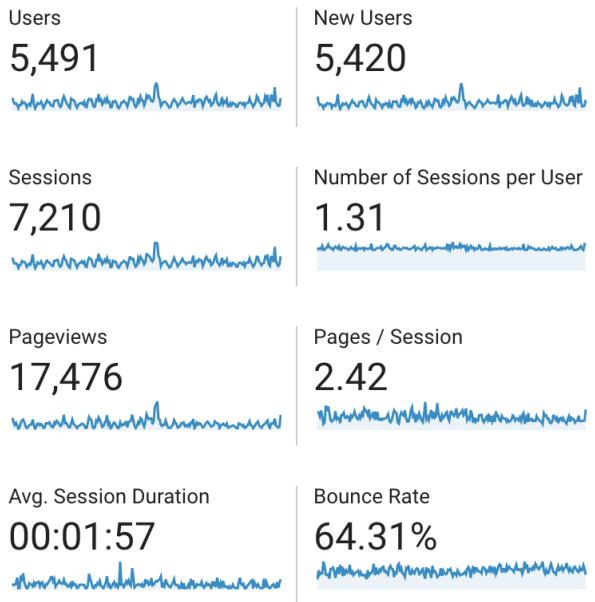 Users
5,491
New Users
5,420
Sessions
7,210
Number of Sessions per User
1.31
Pageviews
17,476
Pages / Session
2.42
Avg. Session Duration
00:01:57
Bounce Rate
64.31%